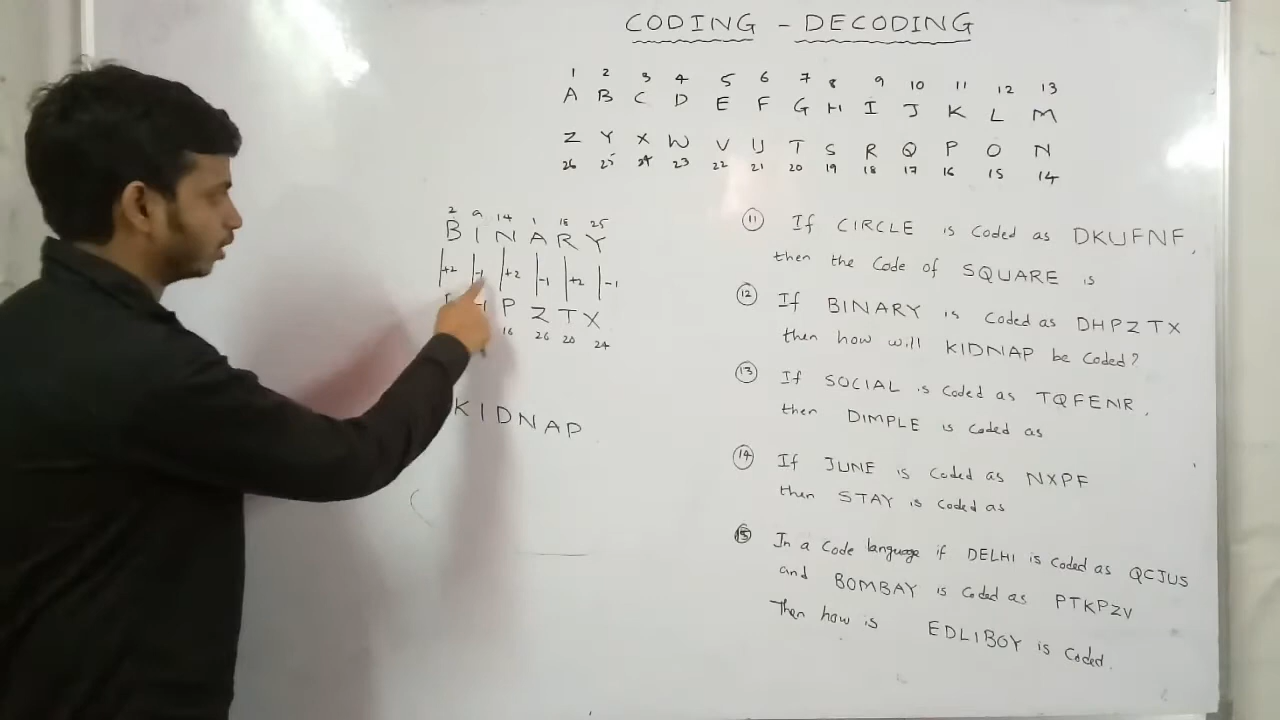 CODING - DECODING
1 2 3 4 5 6 7 8 9 10 11 12 13
A B C D E F G H I J K L M
Z Y X W V U T S R Q P O N
26 25 24 23 22 21 20 19 18 17 16 15 14
2 9 14 1 18 25
B I N A R Y
+2 -1 +2 -1 +2 -1
P Z T X
16 26 20 24
KIDNAP
11 If CIRCLE is coded as DKUFNF,
then the code of SQUARE is
12 If BINARY is coded as DHPZTX
then how will KIDNAP be coded?
13 If SOCIAL is coded as TQFENR,
then DIMPLE is coded as
14 If JUNE is coded as NXPF
then STAY is coded as
15 In a code language if DELHI is coded as QCJUS
and BOMBAY is coded as PTKPZV
Then how is EDLIBOY is coded.